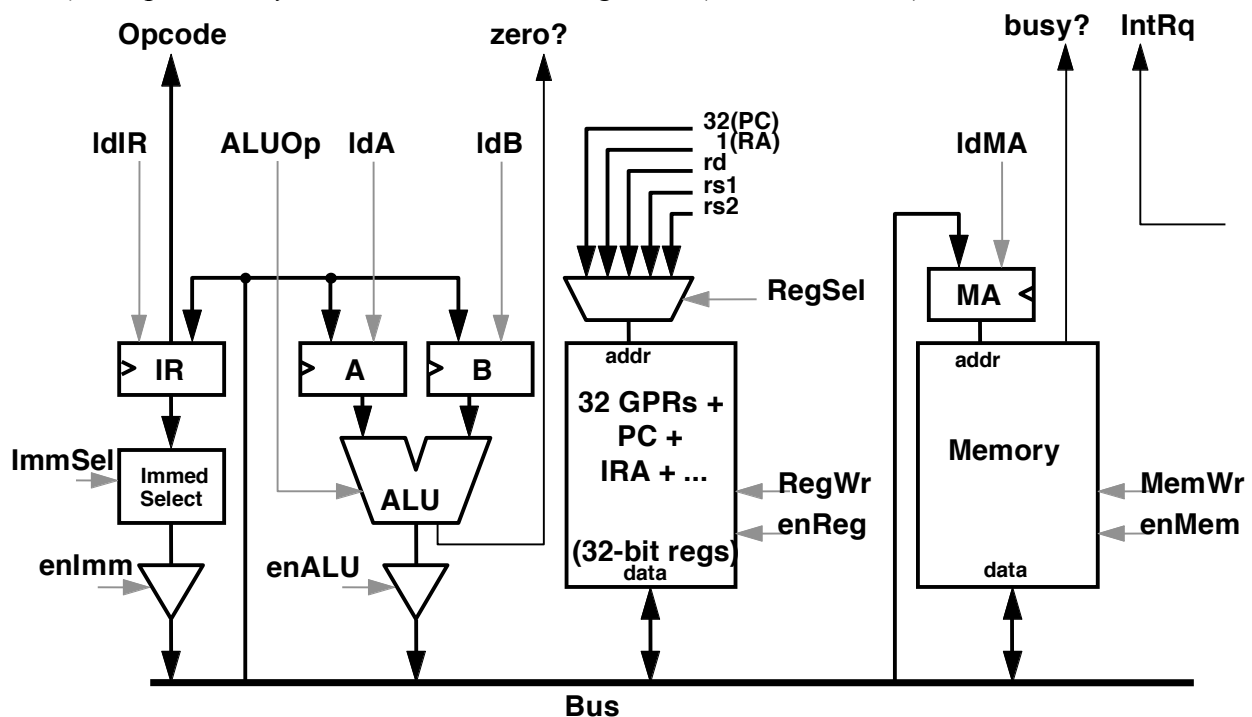 Opcode
zero?
busy?
IntRq
ldIR
ALUOp
ldA
ldB
32(PC)
1(RA)
rd
rs1
rs2
ldMA
RegSel
MA
IR
A
B
addr
addr
32 GPRs +
PC +
IRA + ...
Memory
ImmSel
Immed
Select
ALU
RegWr
MemWr
enReg
enMem
(32-bit regs)
enImm
enALU
data
data
Bus